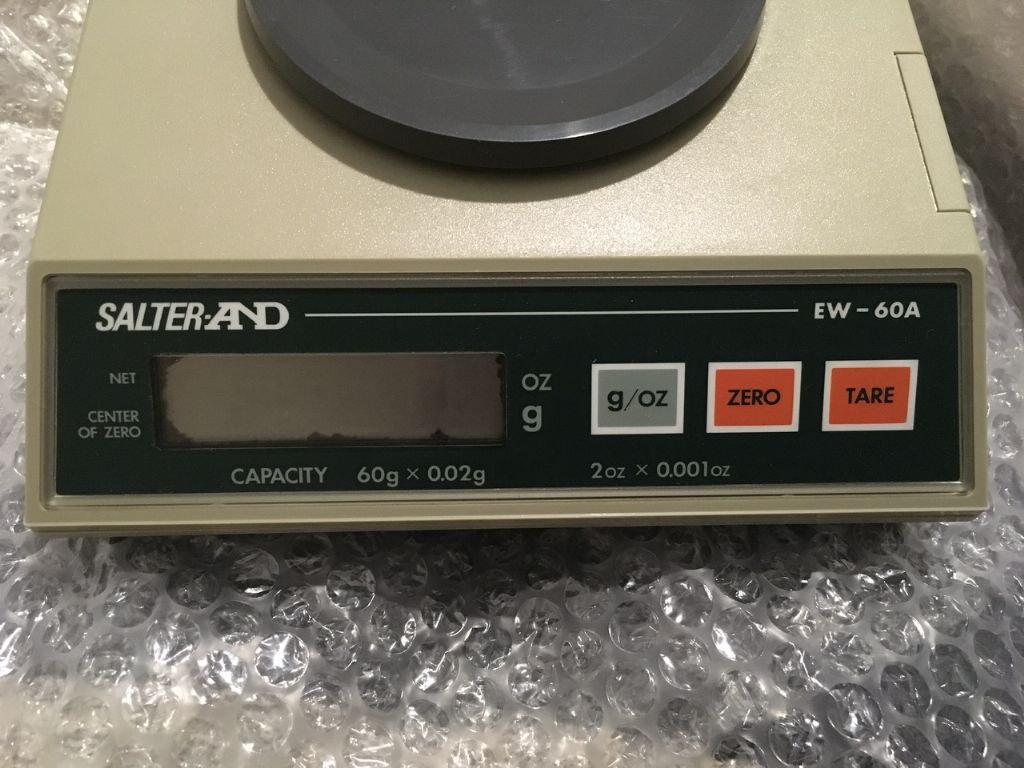 SALTER·AND
EW-60A
NET
CENTER
OF ZERO
OZ
g
g/OZ
ZERO
TARE
CAPACITY 60g × 0.02g 2oz × 0.001oz